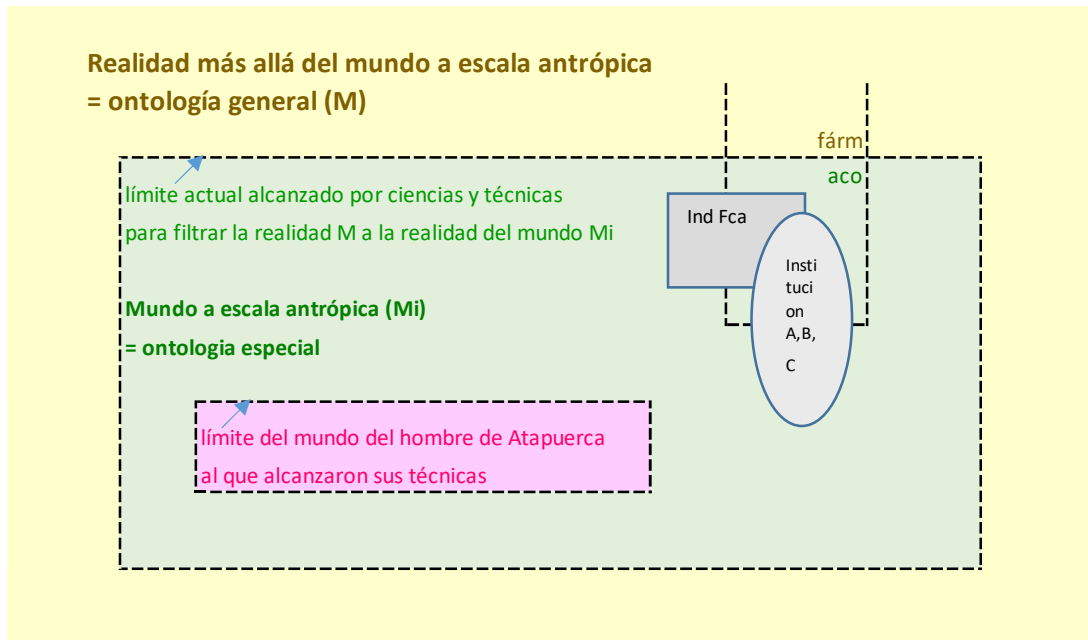 Realidad más allá del mundo a escala antrópica
= ontología general (M)
fárm
aco
límite actual alcanzado por ciencias y técnicas
para filtrar la realidad M a la realidad del mundo Mi
Ind Fca
Insti
tuci
on
A,B,
C
Mundo a escala antrópica (Mi)
= ontologia especial
límite del mundo del hombre de Atapuerca
al que alcanzaron sus técnicas